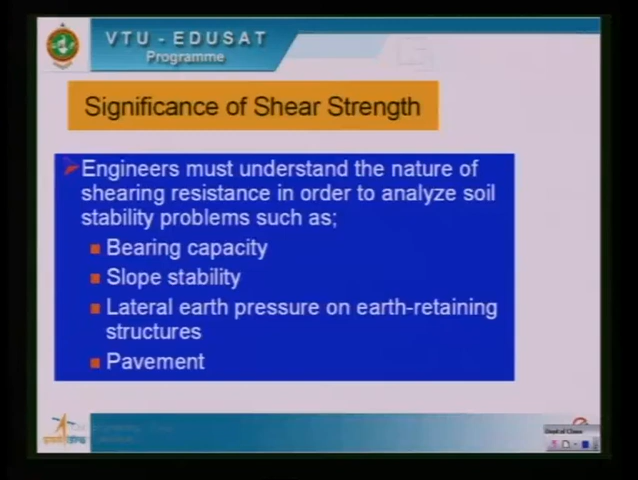 VTU - EDUSAT
Programme
Significance of Shear Strength
Engineers must understand the nature of
shearing resistance in order to analyze soil
stability problems such as;
Bearing capacity
Slope stability
Lateral earth pressure on earth-retaining
structures
Pavement